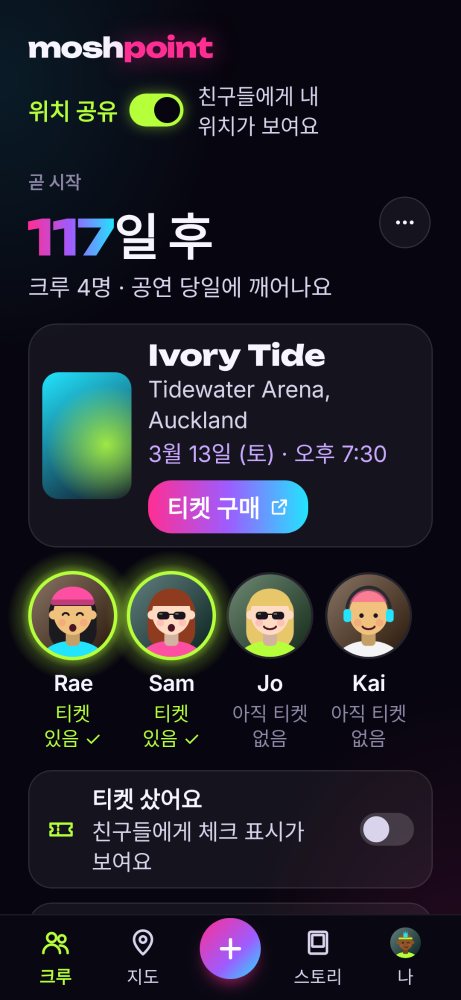 moshpoint
위치 공유
친구들에게 내
위치가 보여요
곧 시작
117일 후
크루 4명 · 공연 당일에 깨어나요
Ivory Tide
Tidewater Arena,
Auckland
3월 13일 (토) · 오후 7:30
티켓 구매
Rae
Sam
Jo
Kai
티켓
있음 ✓
티켓
있음 ✓
아직 티켓
없음
아직 티켓
없음
티켓 샀어요
친구들에게 체크 표시가
보여요
크루
지도
스토리
나